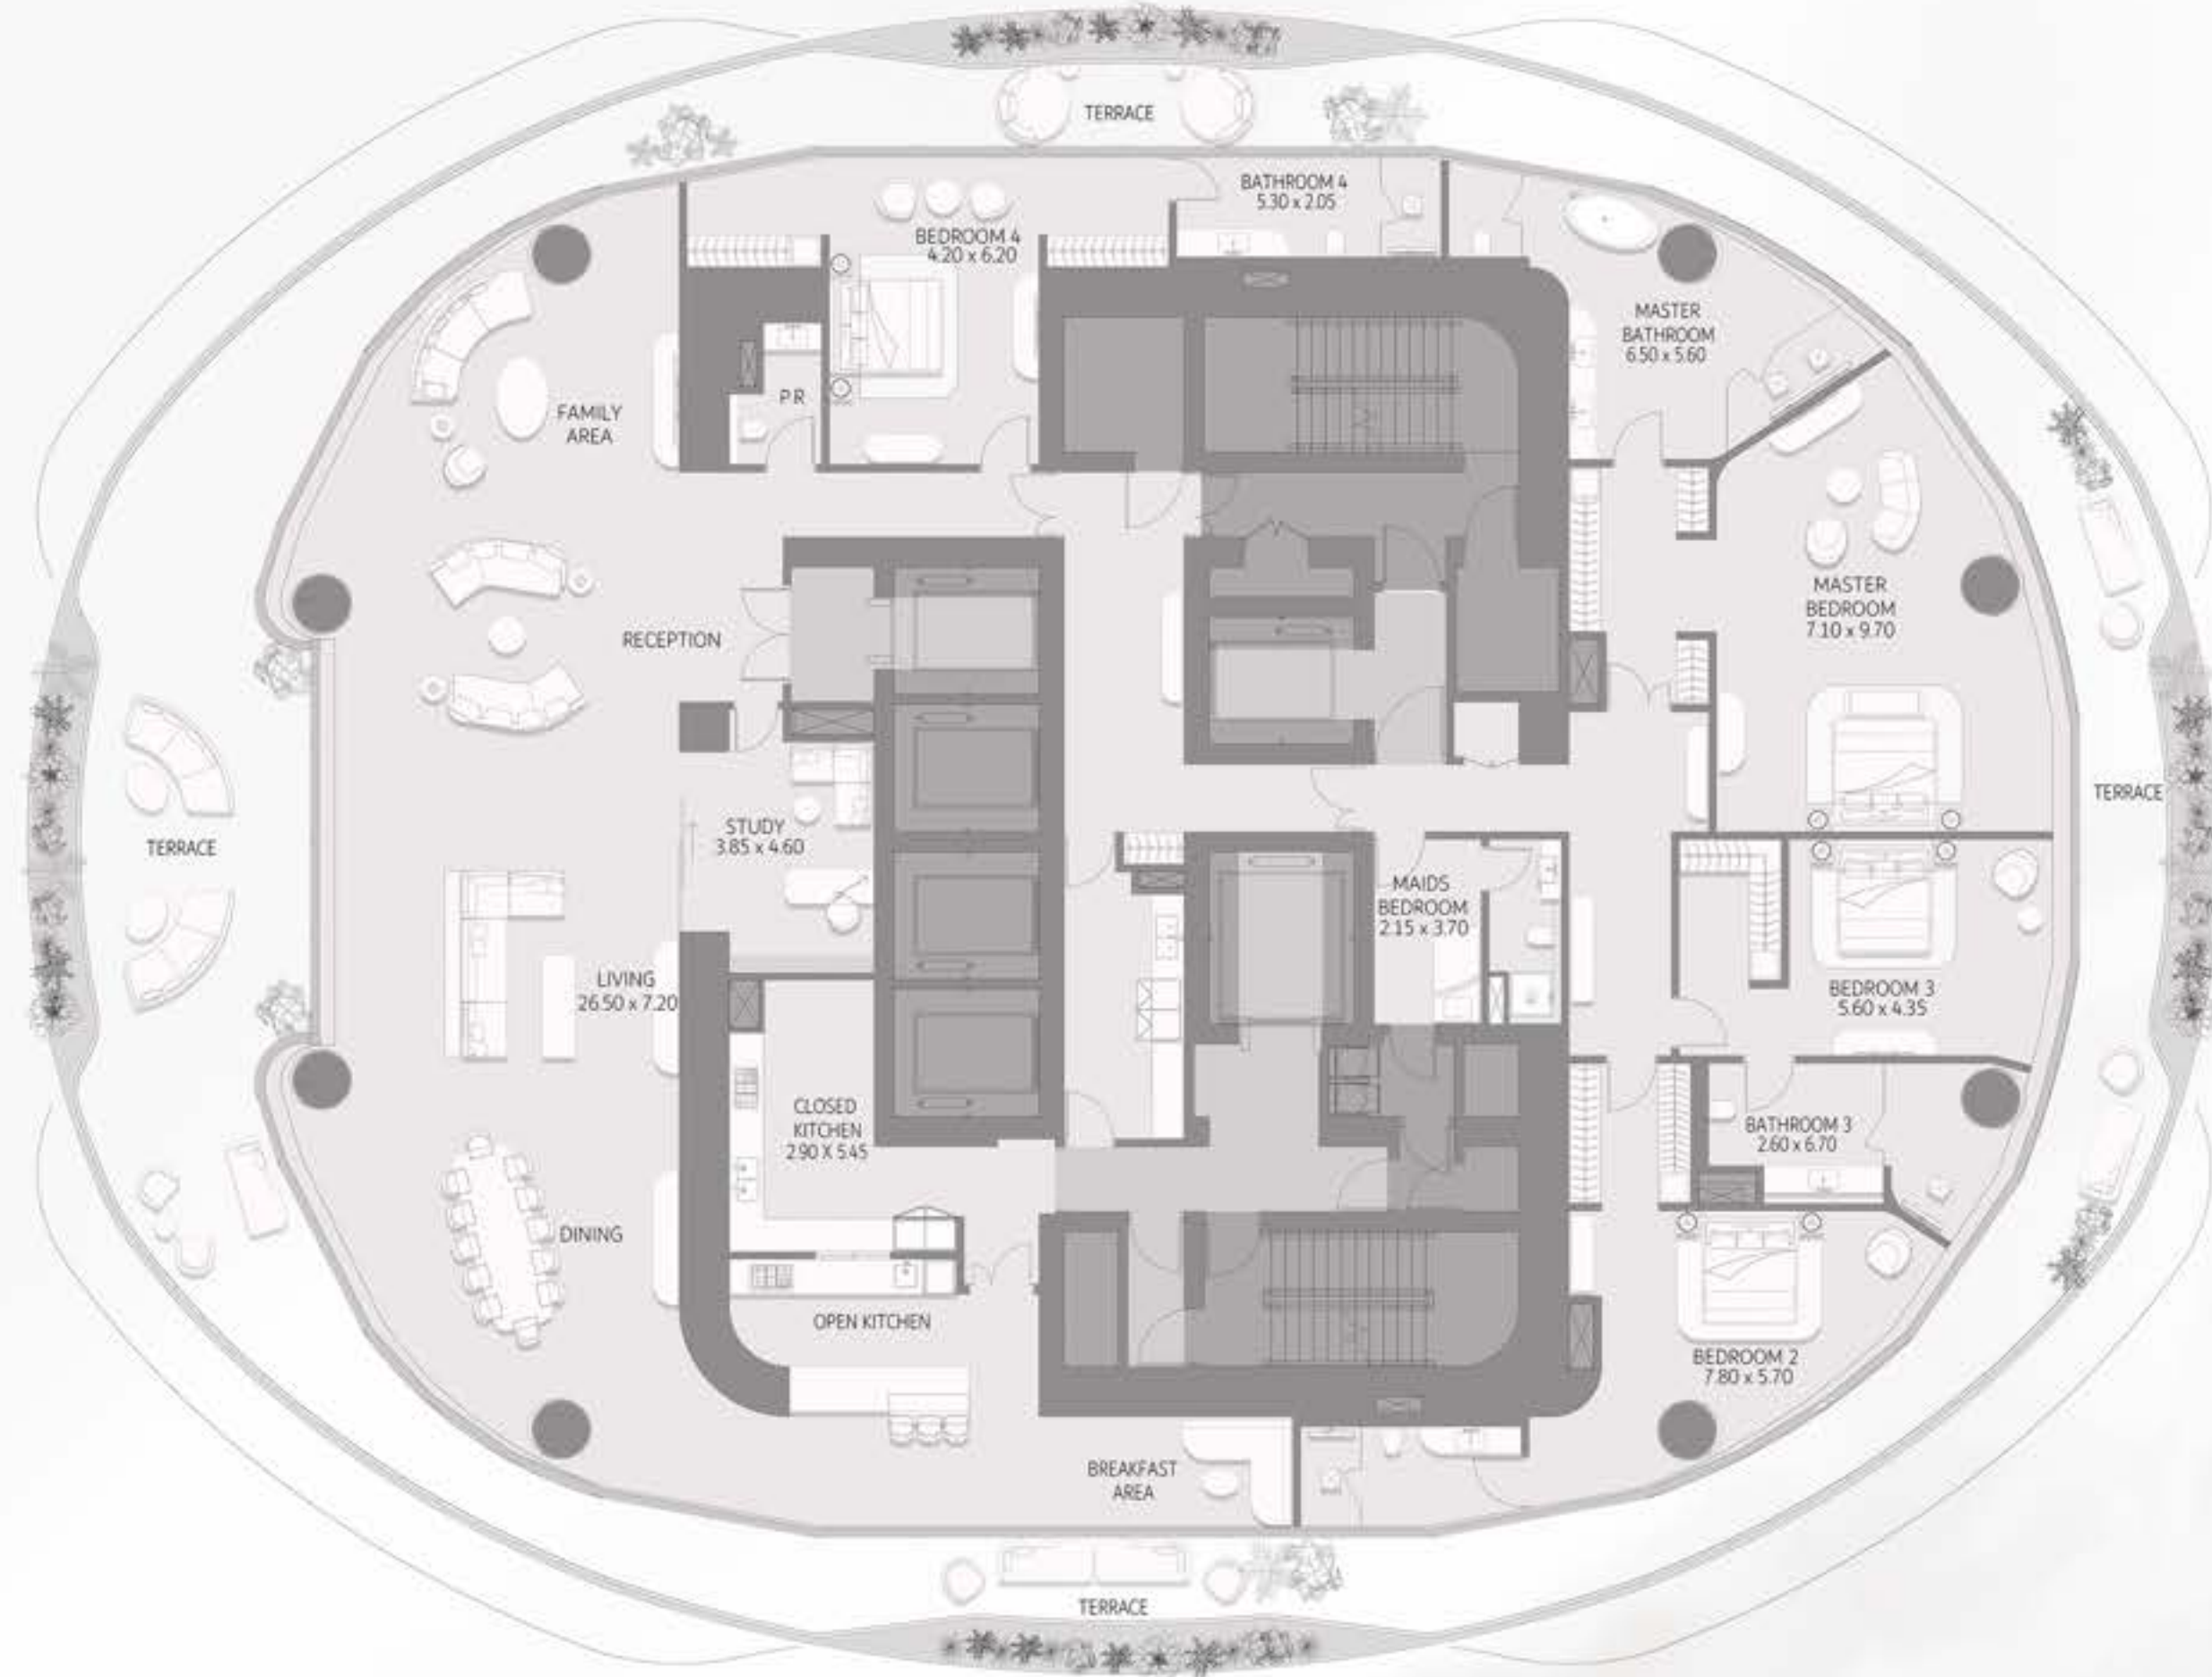 TERRACE
BATHROOM 4
5.30 x 2.05
BEDROOM 4
4.20 x 6.20
MASTER
BATHROOM
6.50 x 5.60
P R
FAMILY
AREA
MASTER
BEDROOM
7.10 x 9.70
RECEPTION
TERRACE
STUDY
3.85 x 4.60
TERRACE
MAIDS
BEDROOM
2.15 x 3.70
LIVING
26.50 x 7.20
BEDROOM 3
5.60 x 4.35
CLOSED
KITCHEN
2.90 X 5.45
BATHROOM 3
2.60 x 6.70
DINING
OPEN KITCHEN
BEDROOM 2
7.80 x 5.70
BREAKFAST
AREA
TERRACE